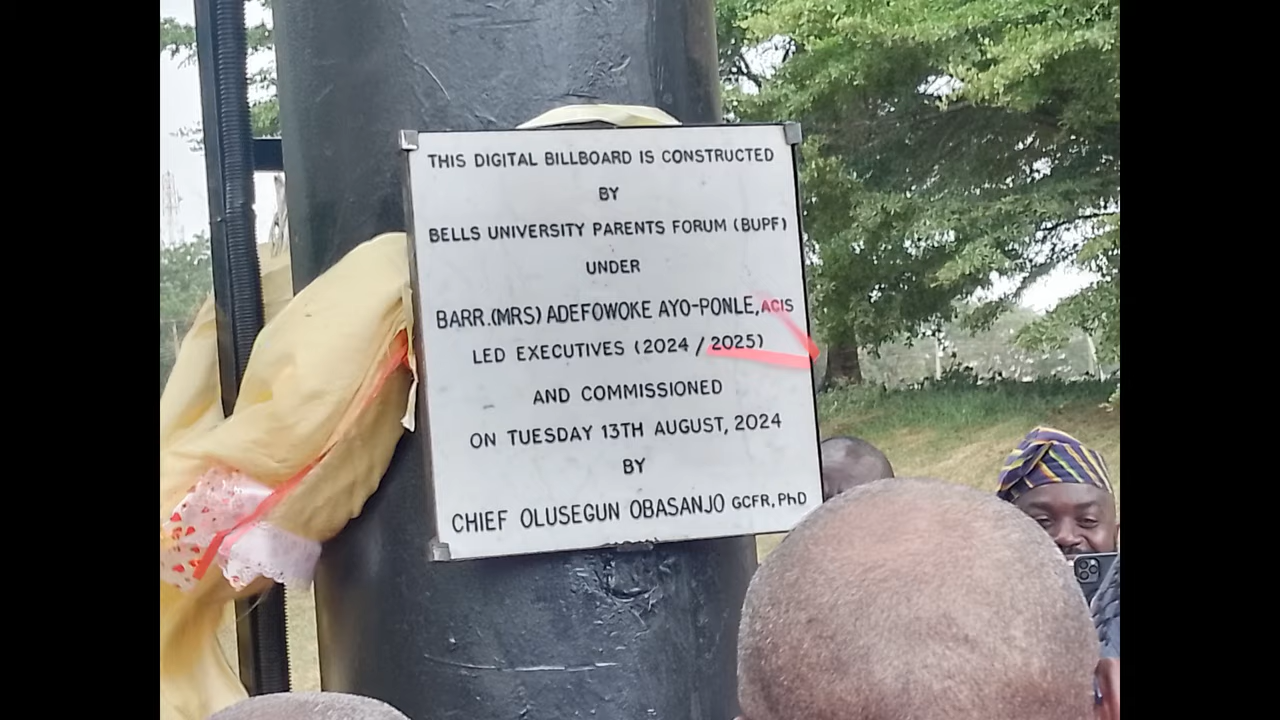 THIS DIGITAL BILLBOARD IS CONSTRUCTED
BY
BELLS UNIVERSITY PARENTS FORUM (BUPF)
UNDER
BARR.(MRS) ADEFOWOKE AYO-PONLE, ACIS
LED EXECUTIVES (2024 / 2025)
AND COMMISSIONED
ON TUESDAY 13TH AUGUST, 2024
BY
CHIEF OLUSEGUN OBASANJO GCFR, PhD